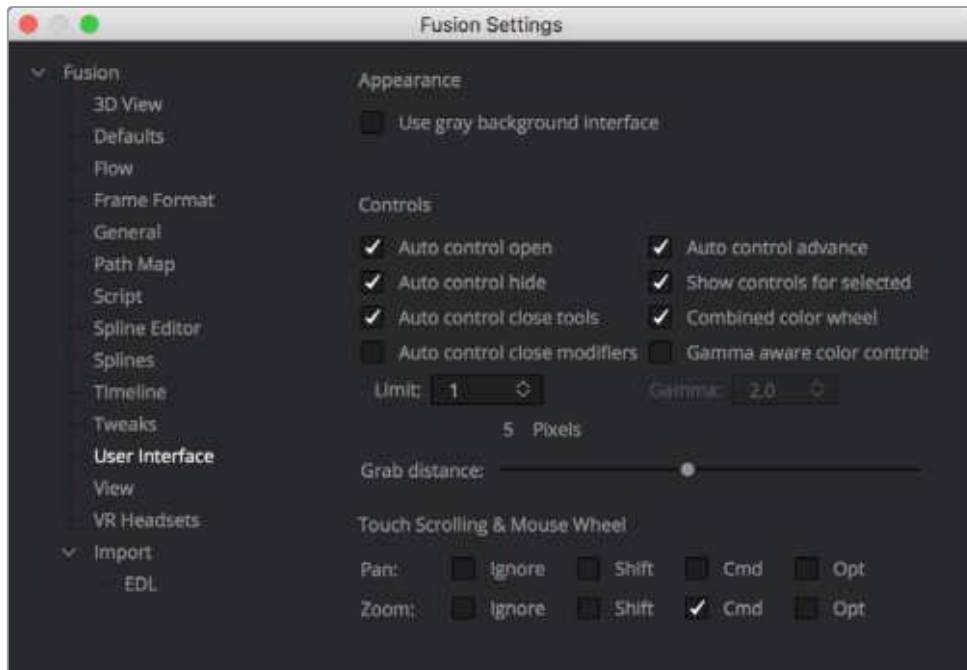 Fusion Settings
Fusion
3D View
Defaults
Flow
Frame Format
General
Path Map
Script
Spline Editor
Splines
Timeline
Tweaks
User Interface
View
VR Headsets
Import
EDL
Appearance
Use gray background interface
Controls
Auto control open
Auto control advance
Auto control hide
Show controls for selected
Auto control close tools
Combined color wheel
Auto control close modifiers
Gamma aware color controls
Limit: 1
Gamma: 2.0
5 Pixels
Grab distance:
Touch Scrolling & Mouse Wheel
Pan: Ignore Shift Cmd Opt
Zoom: Ignore Shift Cmd Opt